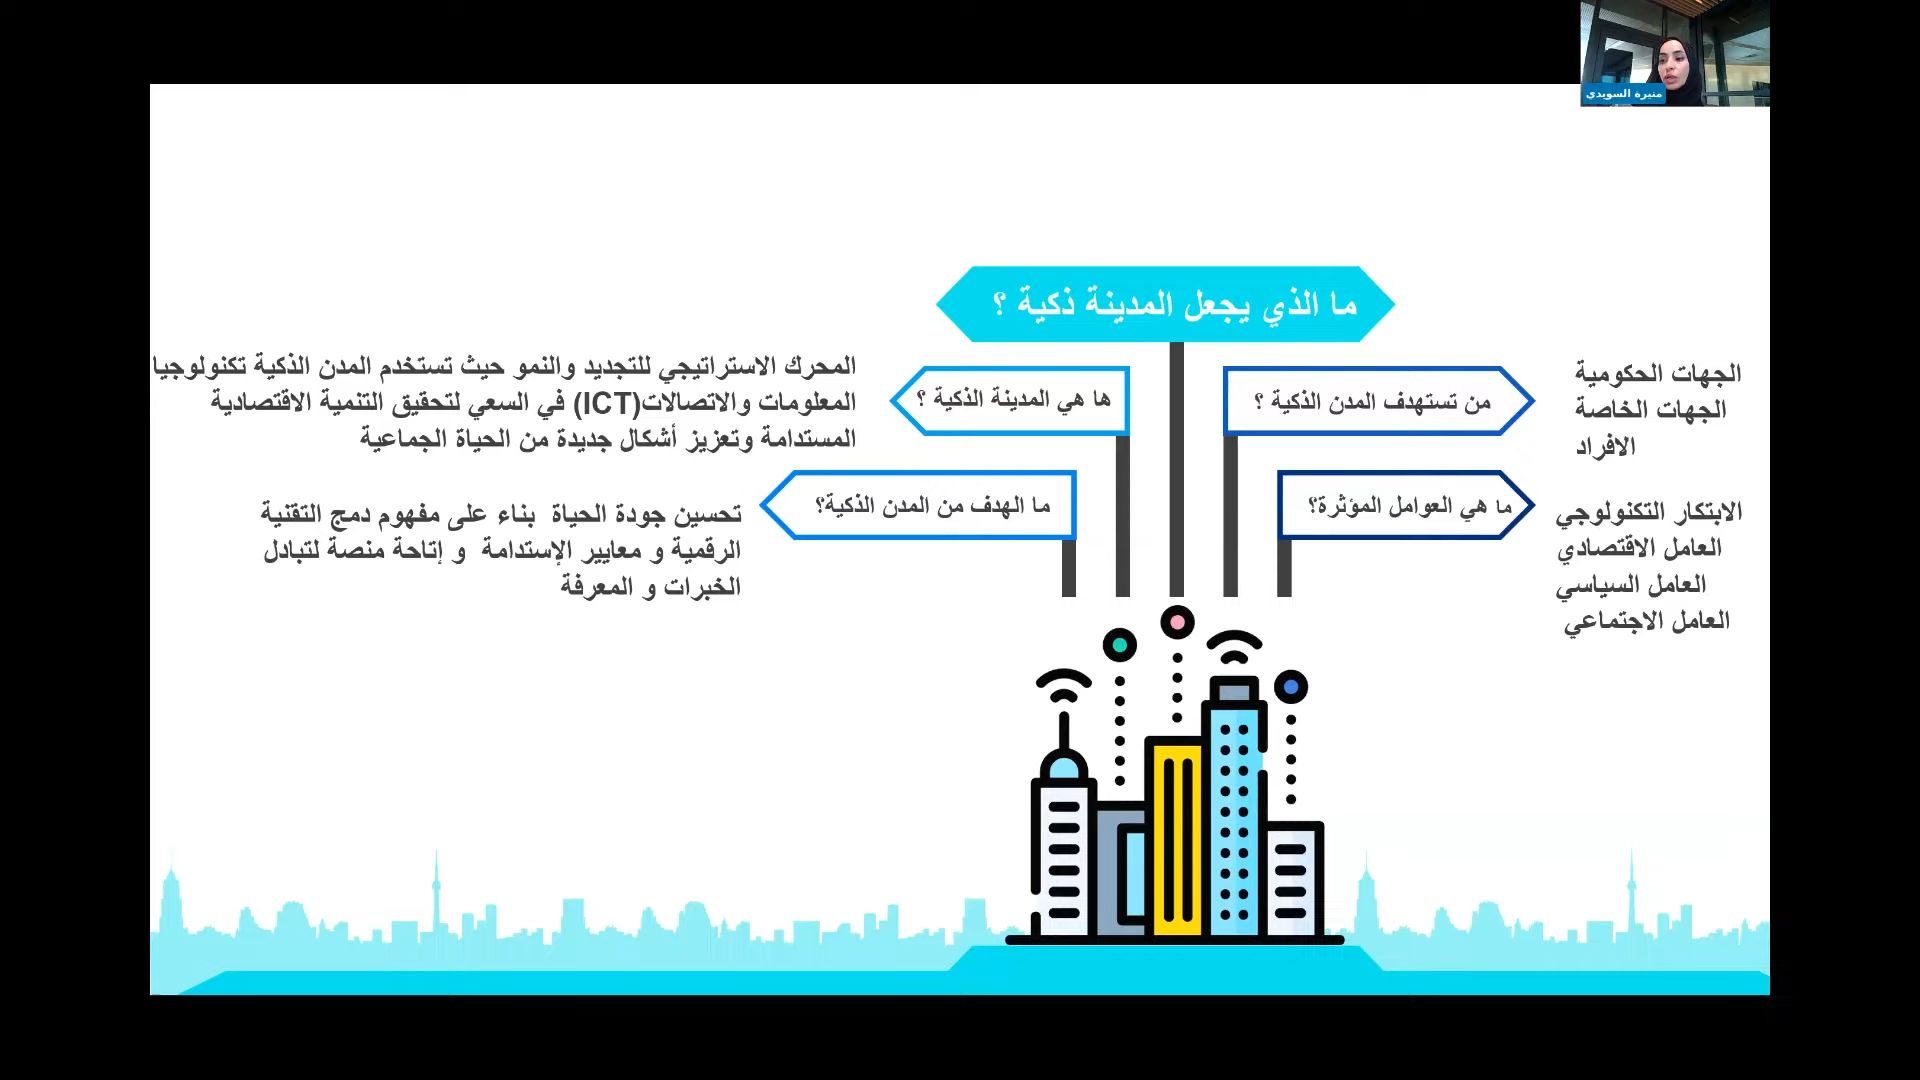 منيرة السويدي
ما الذي يجعل المدينة ذكية ؟
من تستهدف المدن الذكية ؟
الجهات الحكومية
الجهات الخاصة
الافراد
ما هي العوامل المؤثرة؟
الابتكار التكنولوجي
العامل الاقتصادي
العامل السياسي
العامل الاجتماعي
ها هي المدينة الذكية ؟
المحرك الاستراتيجي للتجديد والنمو حيث تستخدم المدن الذكية تكنولوجيا
المعلومات والاتصالات(ICT) في السعي لتحقيق التنمية الاقتصادية
المستدامة وتعزيز أشكال جديدة من الحياة الجماعية
ما الهدف من المدن الذكية؟
تحسين جودة الحياة  بناء على مفهوم دمج التقنية
الرقمية و معايير الإستدامة  و إتاحة منصة لتبادل
الخبرات و المعرفة